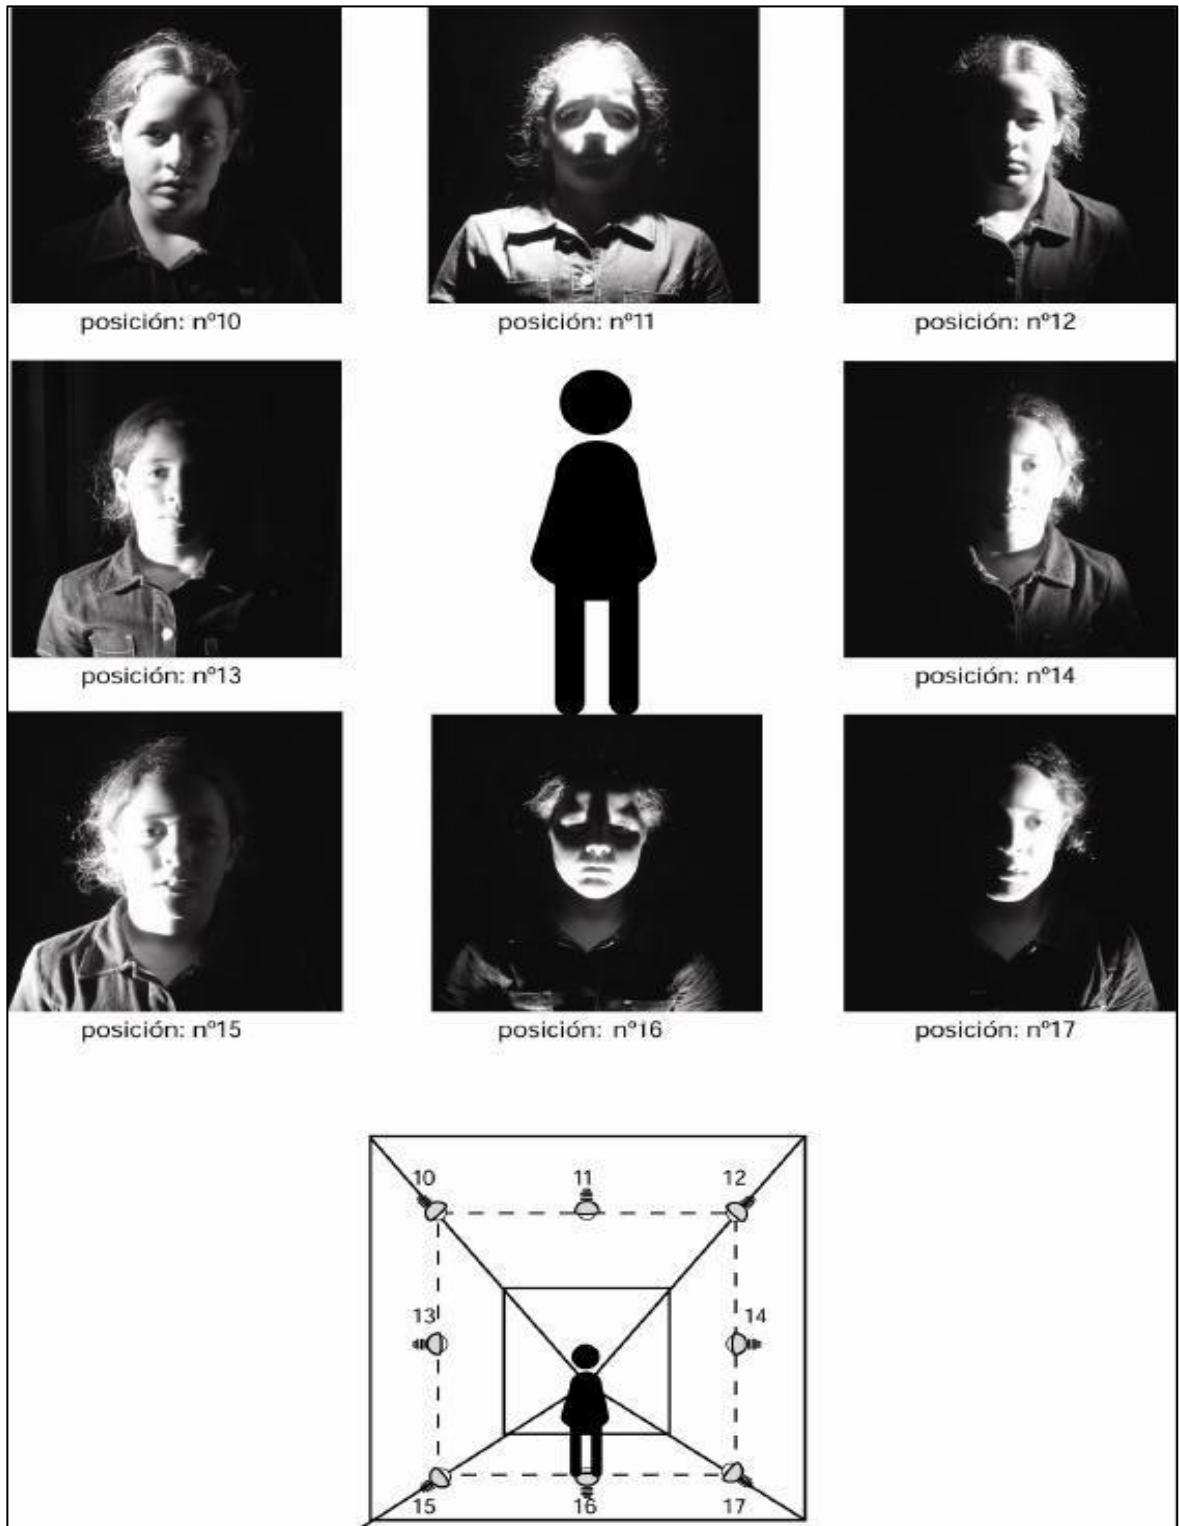 posición: nº10
posición: nº11
posición: nº12
posición: nº13
posición: nº14
posición: nº15
posición: nº16
posición: nº17
10
11
12
13
14
15
16
17